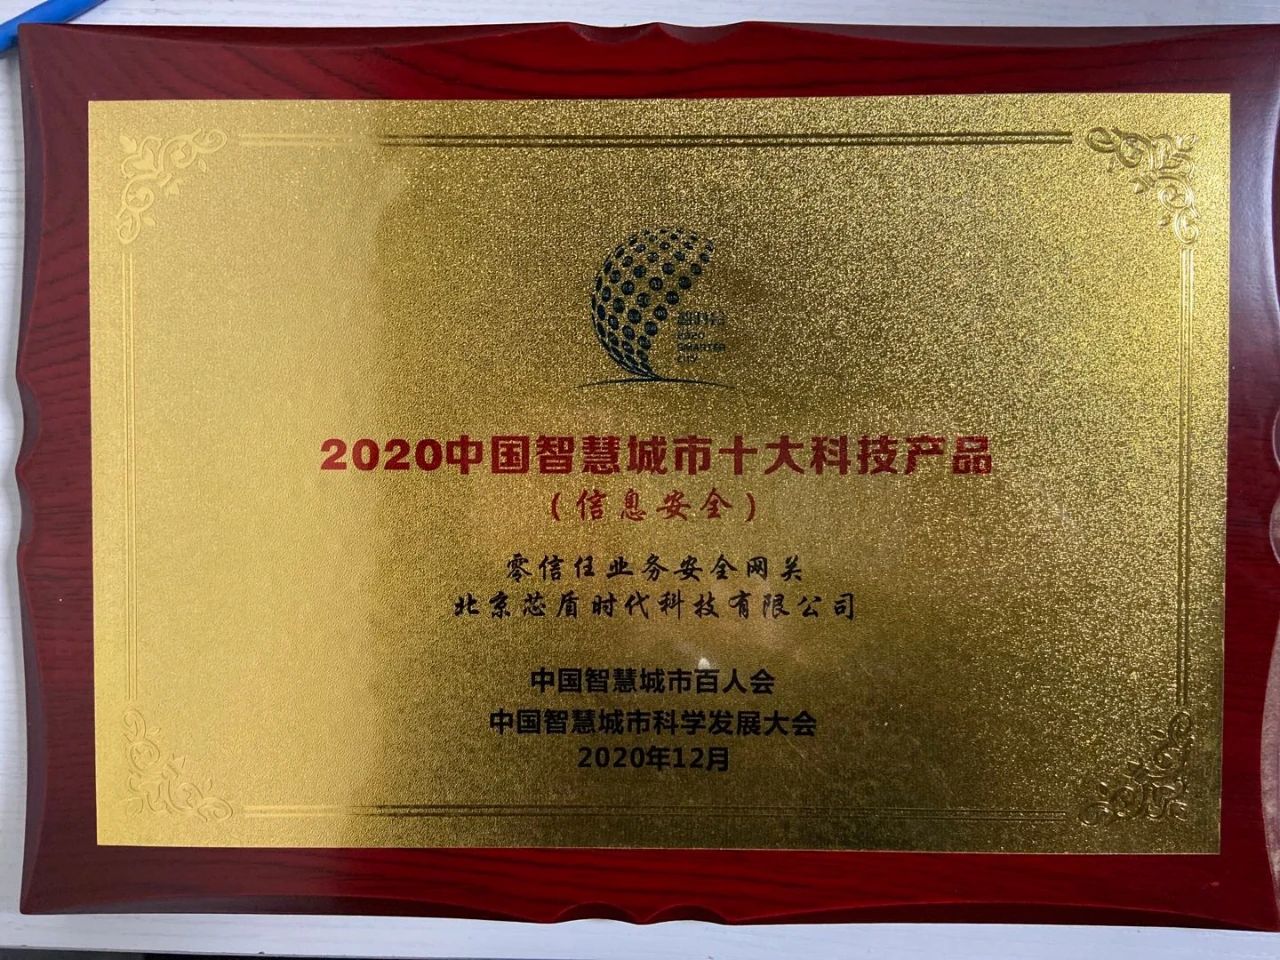 SMARTER
2020中国智慧城市十大科技产品
(信息安全)
零信任业务安全网关
北京芯盾时代科技有限公司
中国智慧城市百人会
中国智慧城市科学发展大会
2020年12月